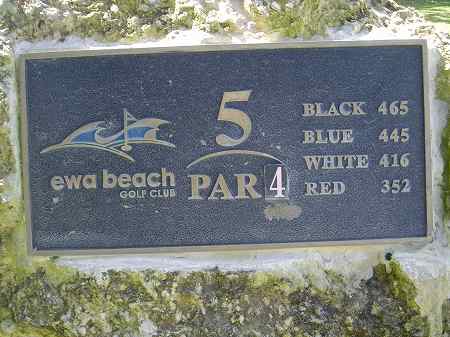 ewa beach
GOLF CLUB
5
PAR 4
BLACK 465
BLUE 445
WHITE 416
RED 352